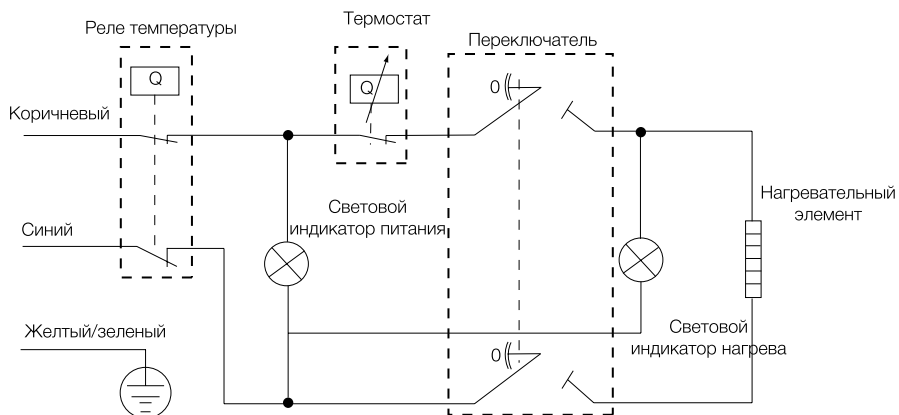 Реле температуры
Термостат
Переключатель
Q
Q
0
Коричневый
Нагревательный
элемент
Световой
индикатор питания
Синий
Желтый/зеленый
Световой
индикатор нагрева
0